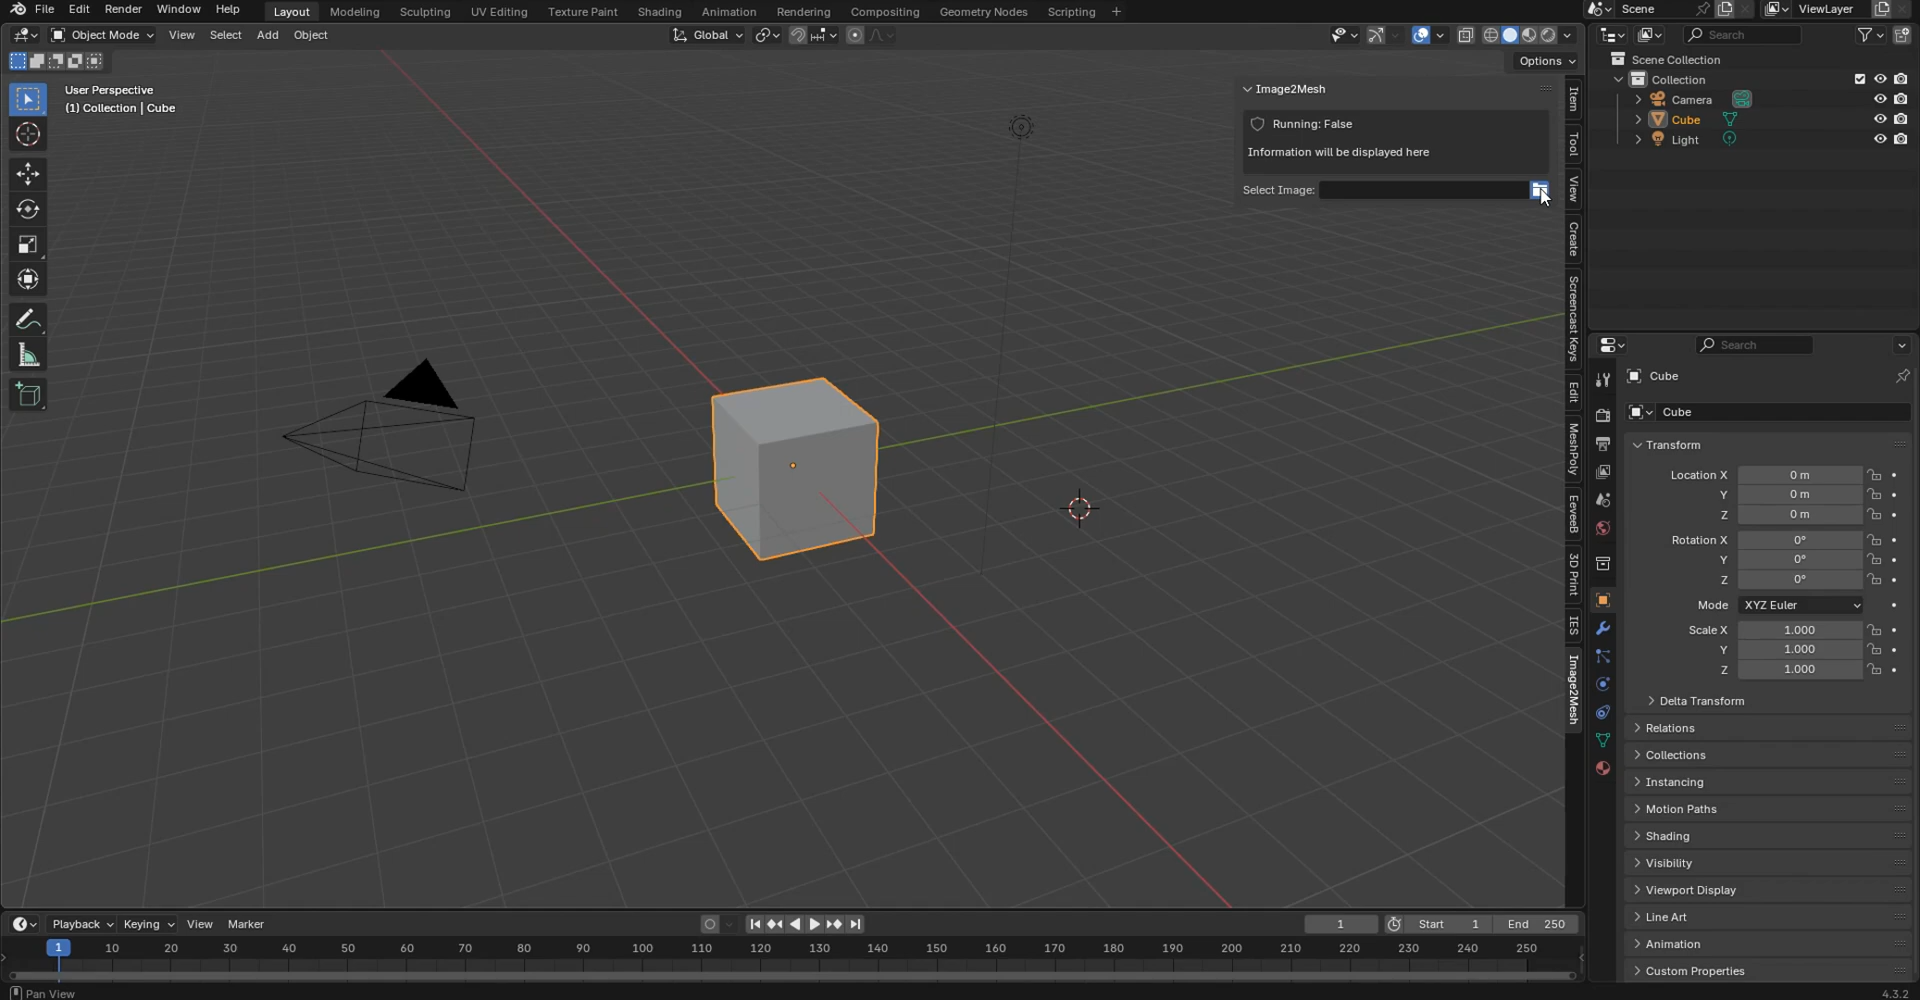 File Edit Render Window Help Layout Modeling Sculpting UV Editing Texture Paint Shading Animation Rendering Compositing Geometry Nodes Scripting + Scene ViewLayer
Object Mode View Select Add Object Global Search
Options
User Perspective
(1) Collection | Cube
Image2Mesh
Running: False
Information will be displayed here
Select Image:
Item
Tool
View
Create
Screencast Keys
Edit
MeshPoly
EeveeB
3D Print
IES
Image2Mesh
Scene Collection
Collection
Camera
Cube
Light
Search
Cube
Cube
Transform
Location X 0 m
Y 0 m
Z 0 m
Rotation X 0°
Y 0°
Z 0°
Mode XYZ Euler
Scale X 1.000
Y 1.000
Z 1.000
Delta Transform
Relations
Collections
Instancing
Motion Paths
Shading
Visibility
Viewport Display
Line Art
Animation
Custom Properties
Playback Keying View Marker 1 Start 1 End 250
1 10 20 30 40 50 60 70 80 90 100 110 120 130 140 150 160 170 180 190 200 210 220 230 240 250
Pan View 4.3.2